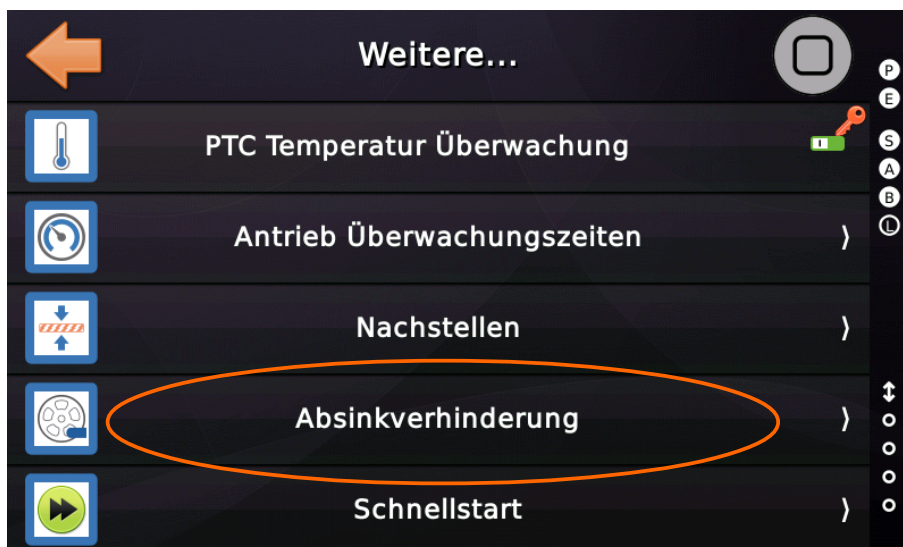 Weitere...
PTC Temperatur Überwachung
Antrieb Überwachungszeiten
Nachstellen
Absinkverhinderung
Schnellstart
P
E
S
A
B
L